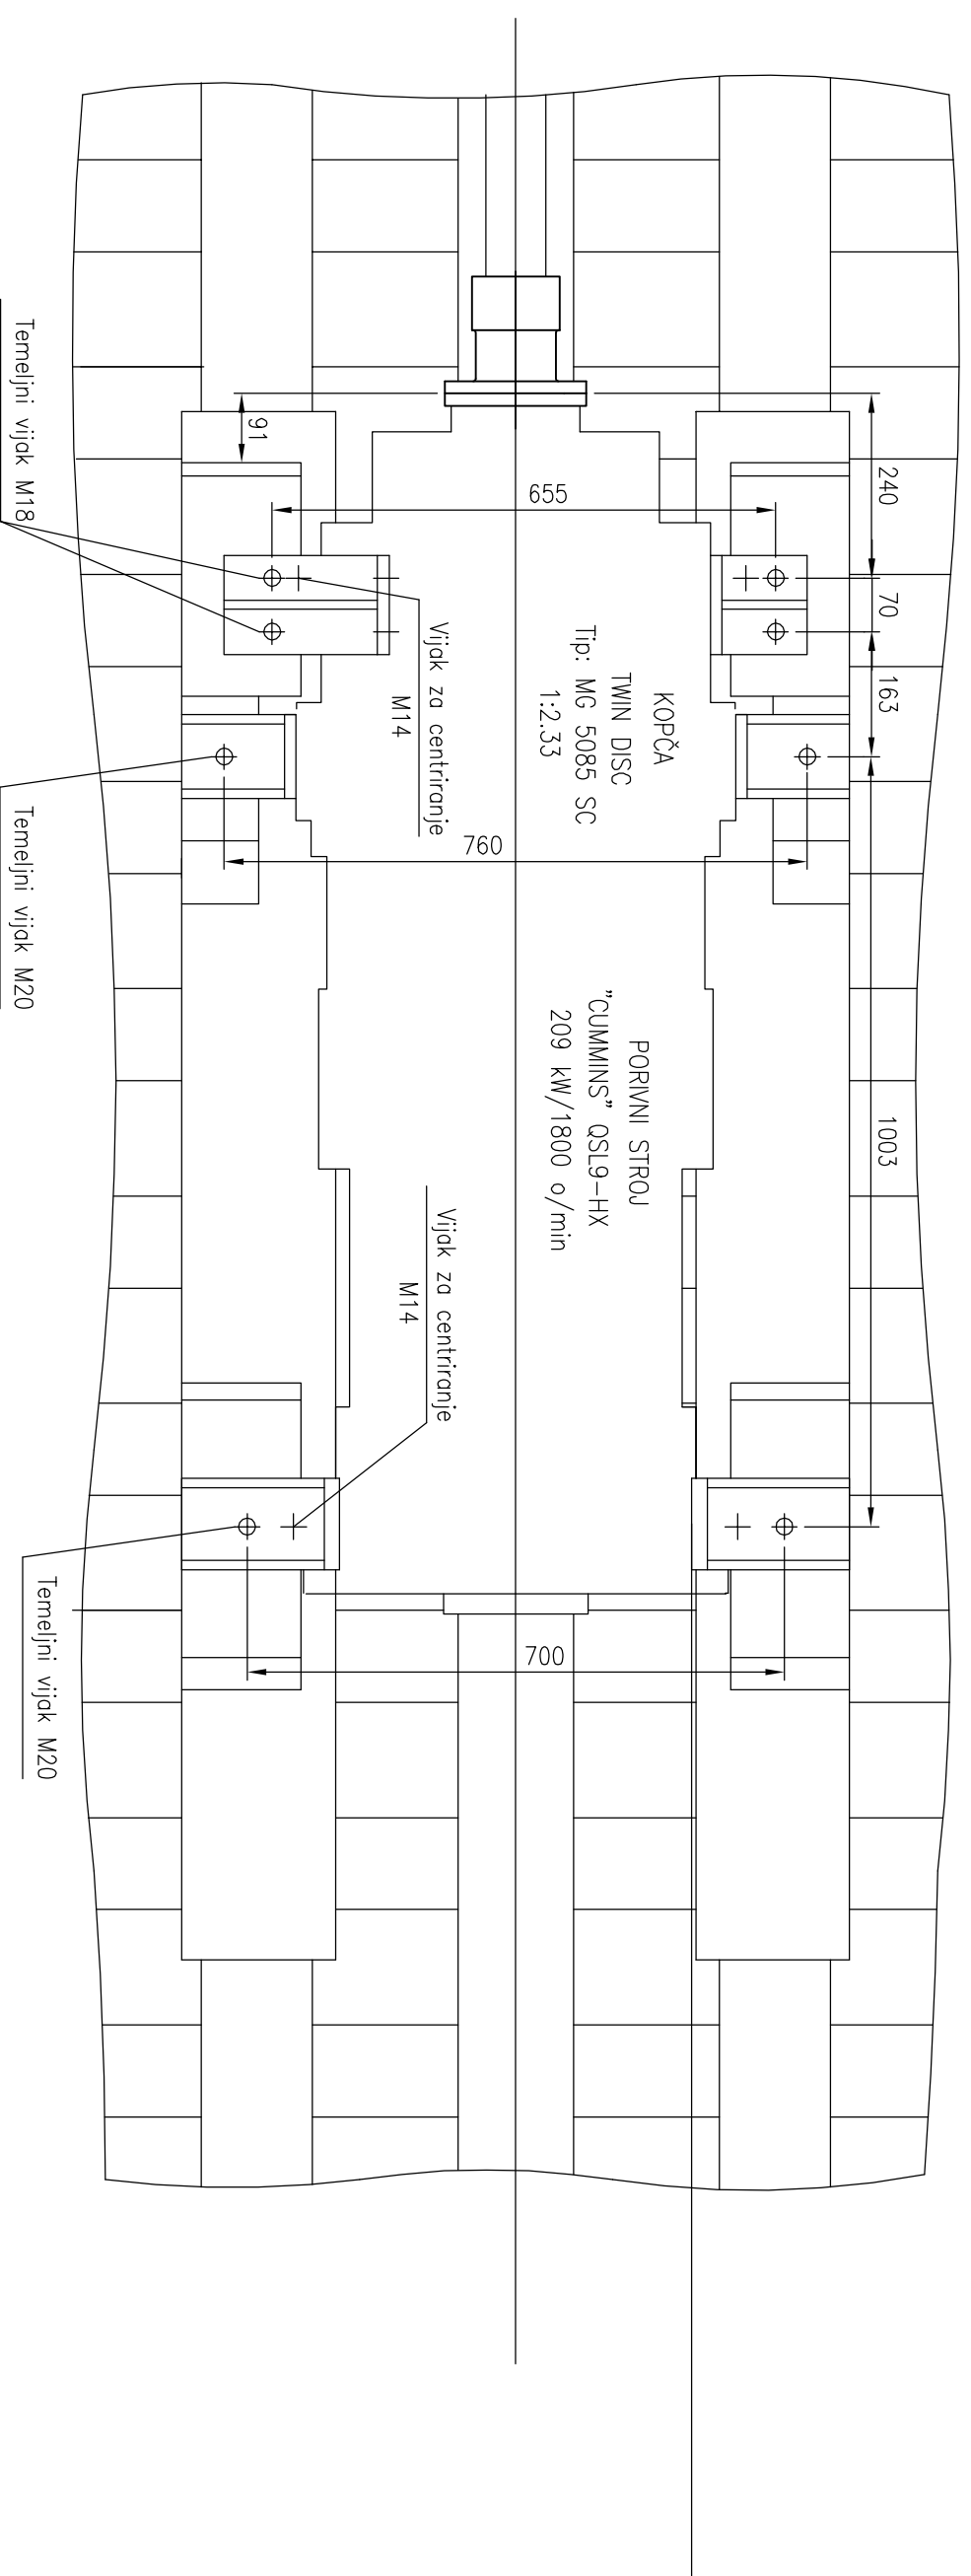 240
70
163
1003
91
655
760
700
KOPČA
TWIN DISC
Tip: MG 5085 SC
1:2.33
PORIVNI STROJ
"CUMMINS" QSL9-HX
209 kW/1800 o/min
Vijak za centriranje
M14
Vijak za centriranje
M14
Temeljni vijak M18
Temeljni vijak M20
Temeljni vijak M20